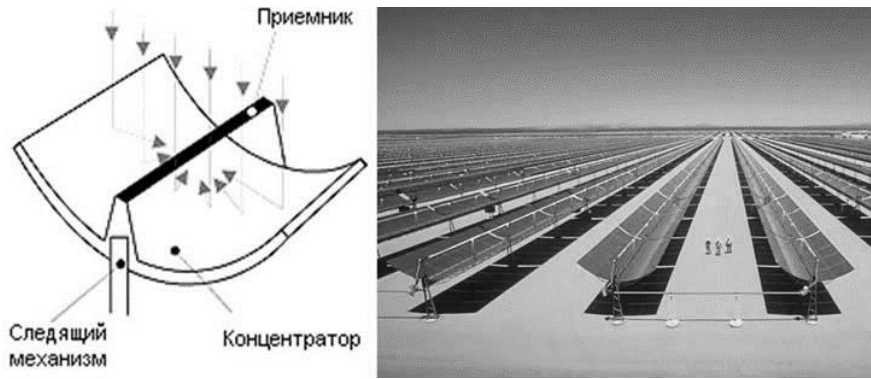 Приемник
Следящий
механизм
Концентратор